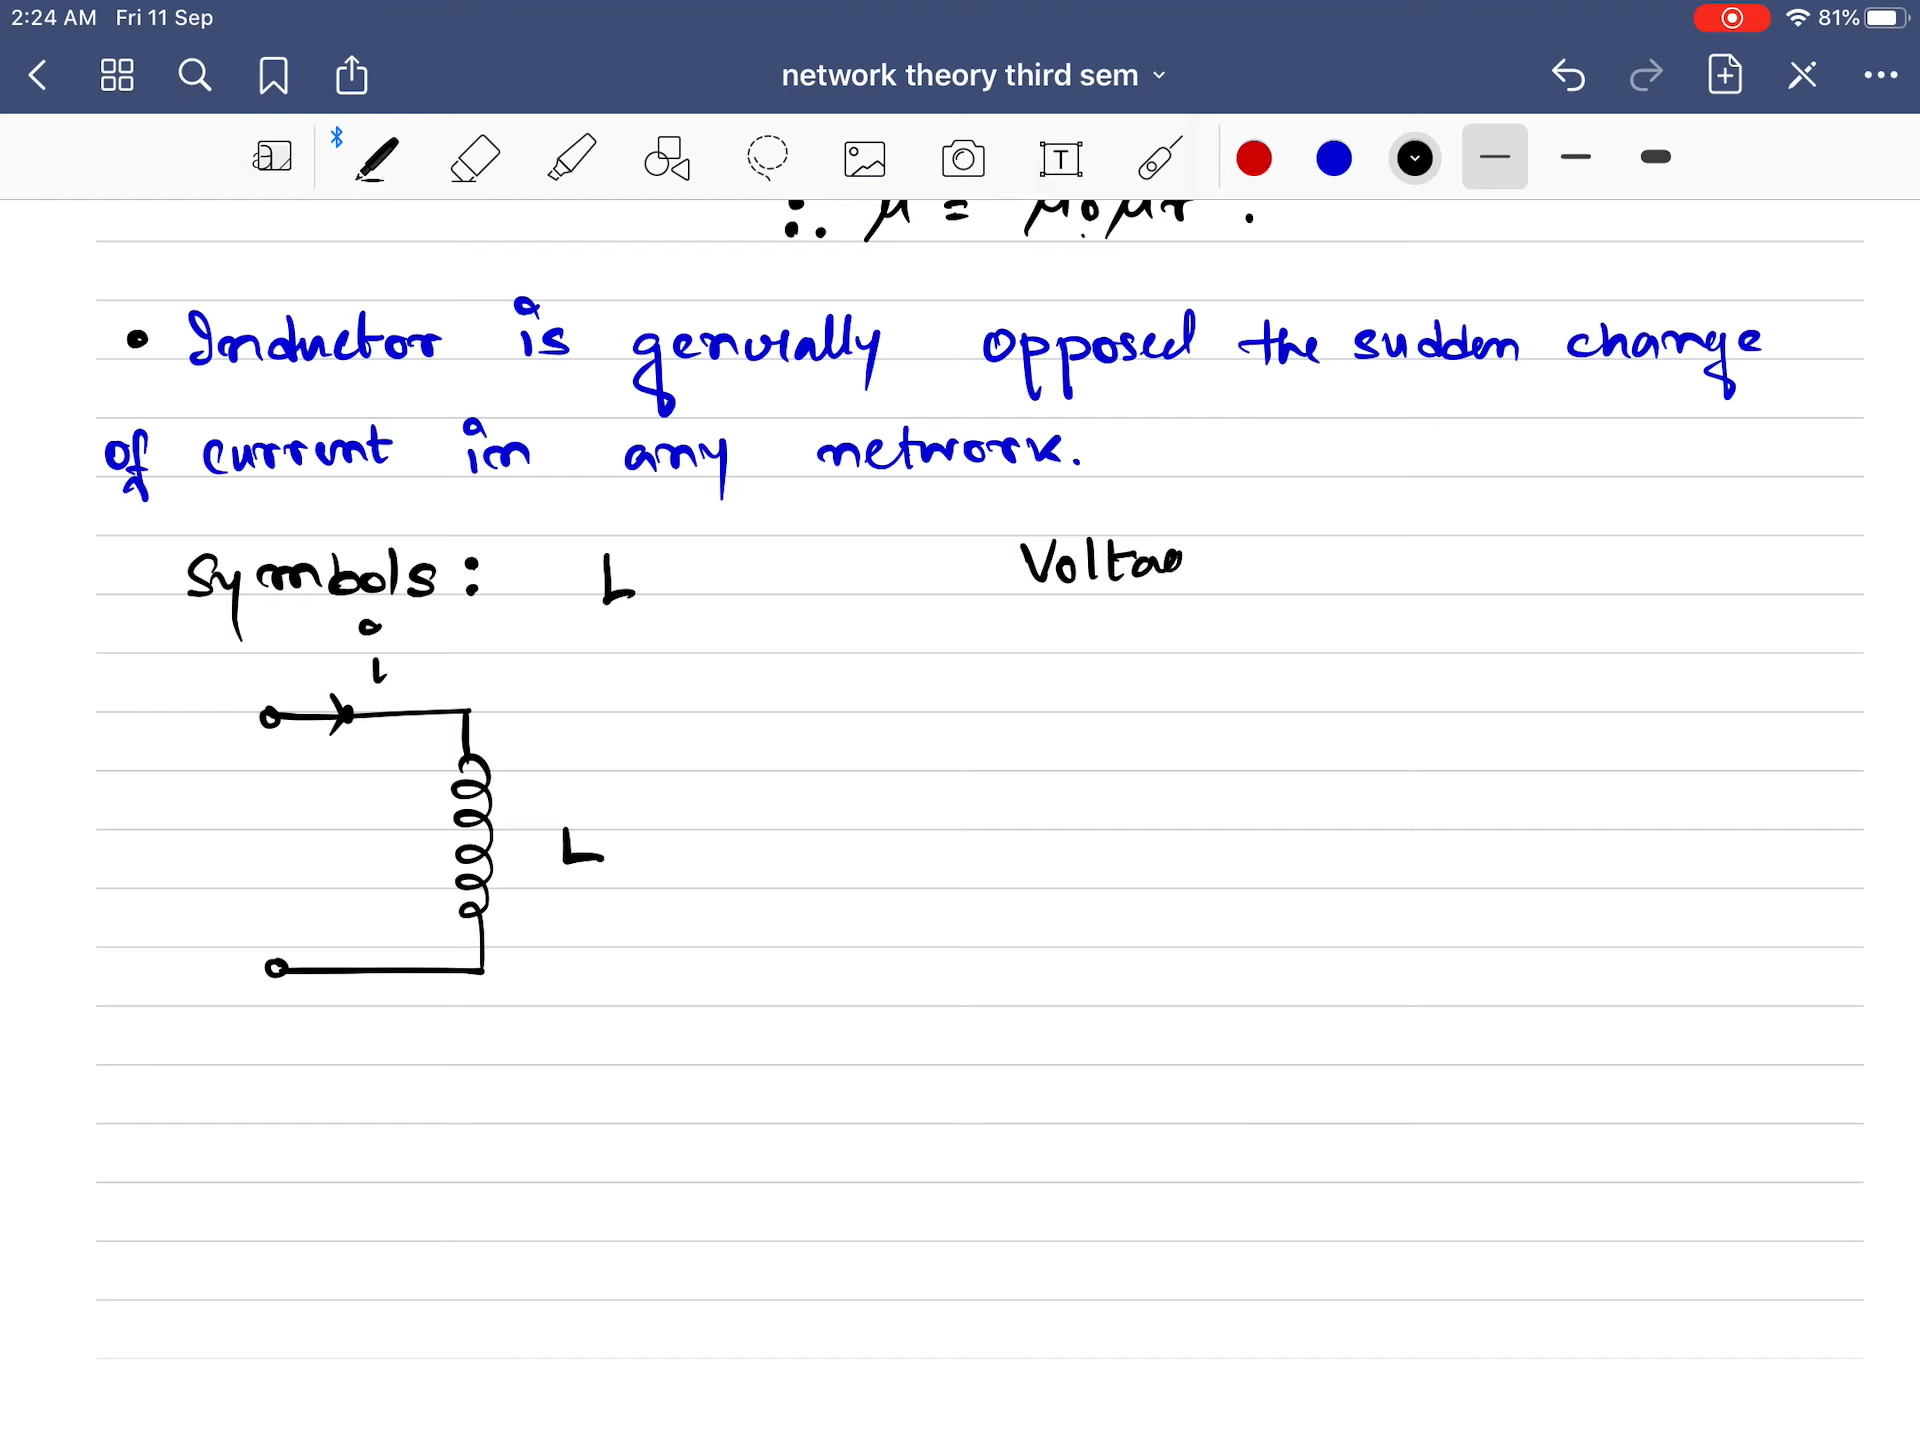 2:24 AM Fri 11 Sep 81%
network theory third sem
∴ μ = μ0μr .
• Inductor is generally opposed the sudden change
of current in any network.
Symbols : L Voltao
i
L